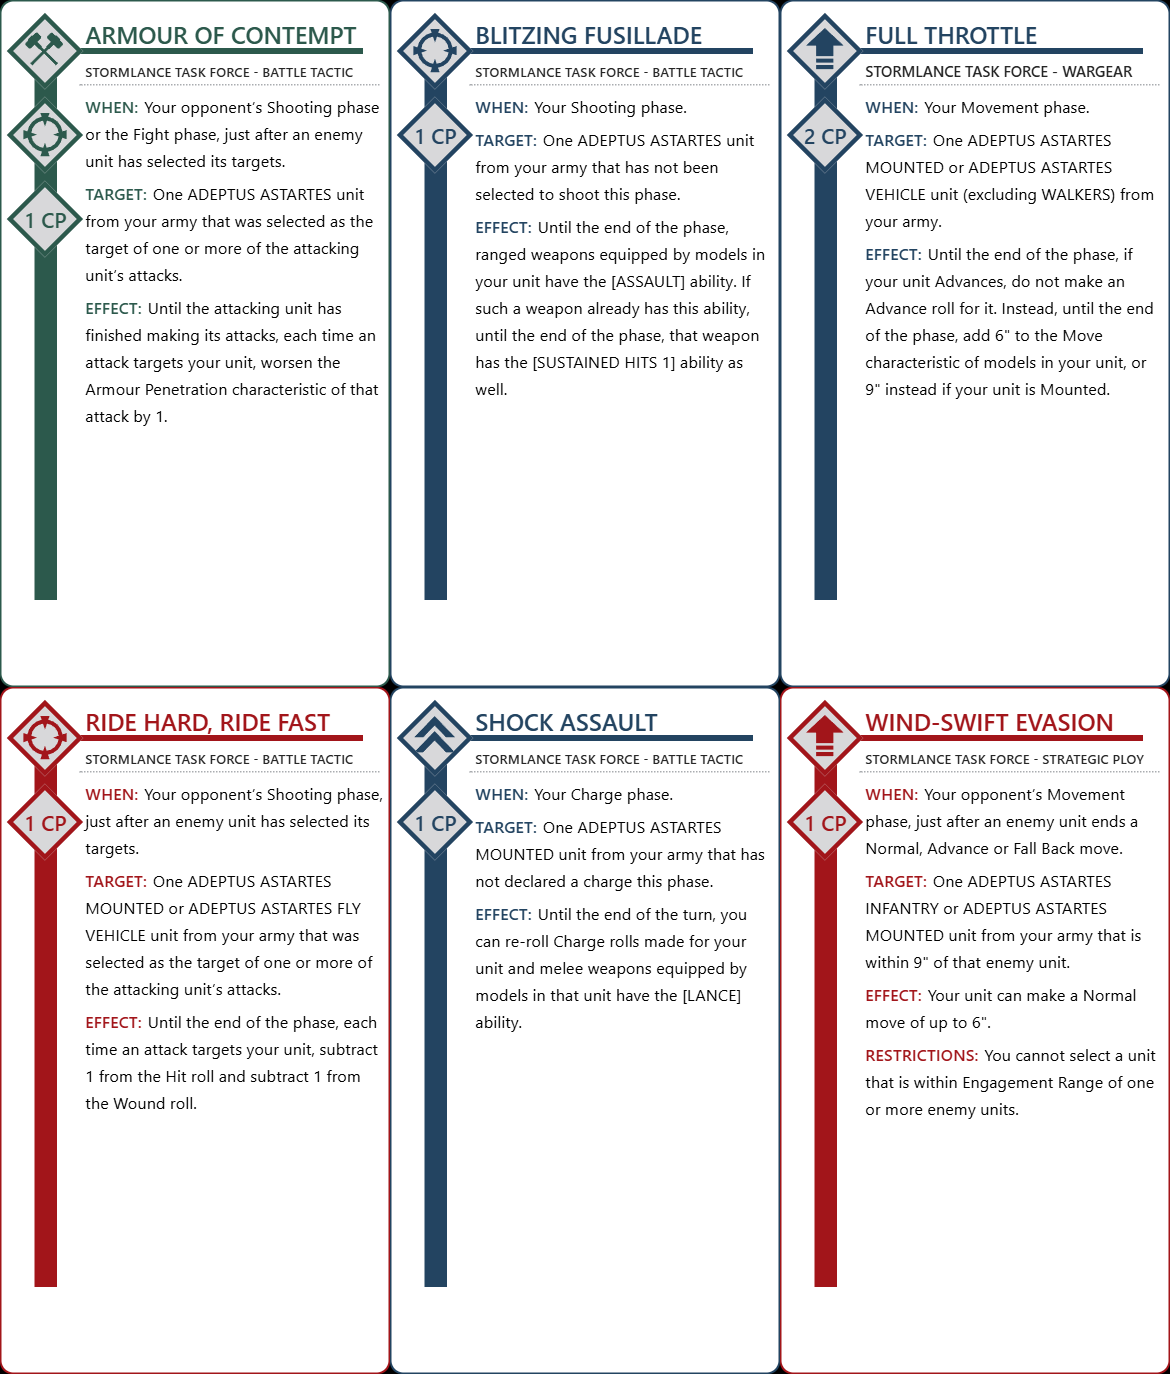 ARMOUR OF CONTEMPT
STORMLANCE TASK FORCE - BATTLE TACTIC
1 CP
WHEN: Your opponent's Shooting phase
or the Fight phase, just after an enemy
unit has selected its targets.
TARGET: One ADEPTUS ASTARTES unit
from your army that was selected as the
target of one or more of the attacking
unit's attacks.
EFFECT: Until the attacking unit has
finished making its attacks, each time an
attack targets your unit, worsen the
Armour Penetration characteristic of that
attack by 1.
BLITZING FUSILLADE
STORMLANCE TASK FORCE - BATTLE TACTIC
1 CP
WHEN: Your Shooting phase.
TARGET: One ADEPTUS ASTARTES unit
from your army that has not been
selected to shoot this phase.
EFFECT: Until the end of the phase,
ranged weapons equipped by models in
your unit have the [ASSAULT] ability. If
such a weapon already has this ability,
until the end of the phase, that weapon
has the [SUSTAINED HITS 1] ability as
well.
FULL THROTTLE
STORMLANCE TASK FORCE - WARGEAR
2 CP
WHEN: Your Movement phase.
TARGET: One ADEPTUS ASTARTES
MOUNTED or ADEPTUS ASTARTES
VEHICLE unit (excluding WALKERS) from
your army.
EFFECT: Until the end of the phase, if
your unit Advances, do not make an
Advance roll for it. Instead, until the end
of the phase, add 6" to the Move
characteristic of models in your unit, or
9" instead if your unit is Mounted.
RIDE HARD, RIDE FAST
STORMLANCE TASK FORCE - BATTLE TACTIC
1 CP
WHEN: Your opponent's Shooting phase,
just after an enemy unit has selected its
targets.
TARGET: One ADEPTUS ASTARTES
MOUNTED or ADEPTUS ASTARTES FLY
VEHICLE unit from your army that was
selected as the target of one or more of
the attacking unit's attacks.
EFFECT: Until the end of the phase, each
time an attack targets your unit, subtract
1 from the Hit roll and subtract 1 from
the Wound roll.
SHOCK ASSAULT
STORMLANCE TASK FORCE - BATTLE TACTIC
1 CP
WHEN: Your Charge phase.
TARGET: One ADEPTUS ASTARTES
MOUNTED unit from your army that has
not declared a charge this phase.
EFFECT: Until the end of the turn, you
can re-roll Charge rolls made for your
unit and melee weapons equipped by
models in that unit have the [LANCE]
ability.
WIND-SWIFT EVASION
STORMLANCE TASK FORCE - STRATEGIC PLOY
1 CP
WHEN: Your opponent's Movement
phase, just after an enemy unit ends a
Normal, Advance or Fall Back move.
TARGET: One ADEPTUS ASTARTES
INFANTRY or ADEPTUS ASTARTES
MOUNTED unit from your army that is
within 9" of that enemy unit.
EFFECT: Your unit can make a Normal
move of up to 6".
RESTRICTIONS: You cannot select a unit
that is within Engagement Range of one
or more enemy units.